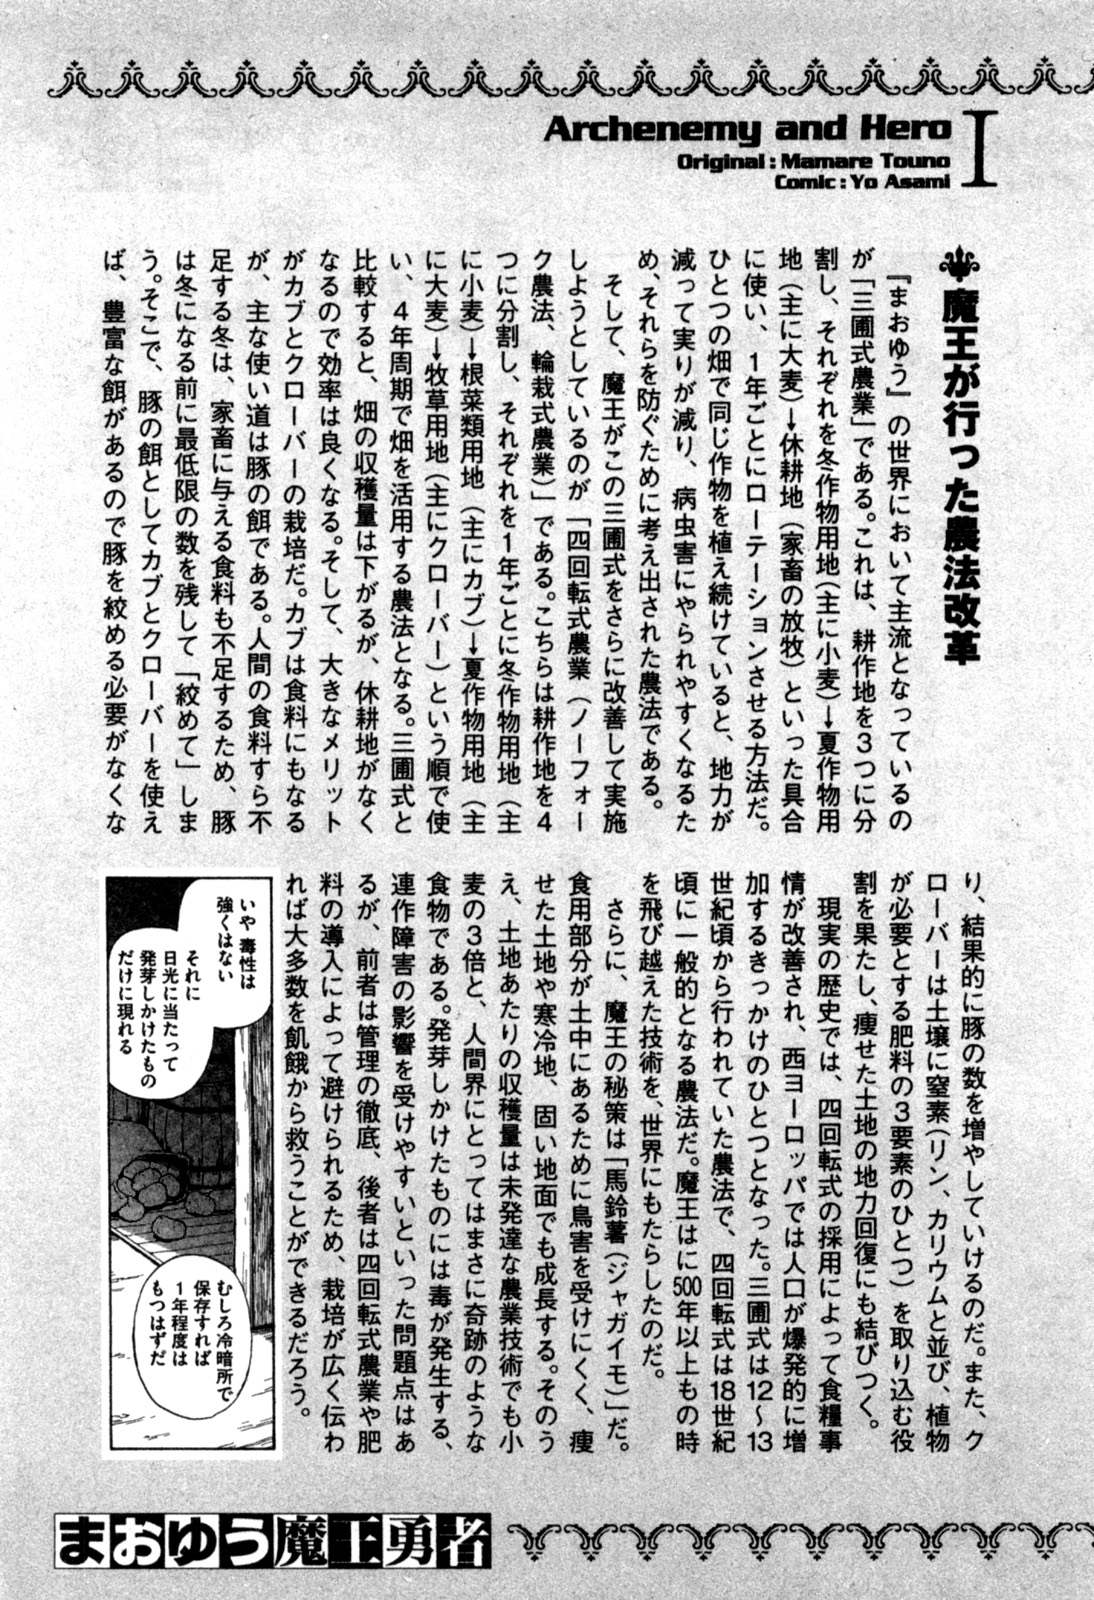 Archenemy and Hero I
Original : Mamare Touno
Comic : Yo Asami
魔王が行った農法改革
『まおゆう』の世界において主流となっているの
が「三圃式農業」である。これは、耕作地を3つに分
割し、それぞれを冬作物用地(主に小麦)→夏作物用
地(主に大麦)→休耕地(家畜の放牧)といった具合
に使い、1年ごとにローテーションさせる方法だ。
ひとつの畑で同じ作物を植え続けていると、地力が
減って実りが減り、病虫害にやられやすくなるた
め、それらを防ぐために考え出された農法である。
そして、魔王がこの三圃式をさらに改善して実施
しようとしているのが「四回転式農業(ノーフォー
ク農法、輪栽式農業)」である。こちらは耕作地を4
つに分割し、それぞれを1年ごとに冬作物用地(主
に小麦)→根菜類用地(主にカブ)→夏作物用地(主
に大麦)→牧草用地(主にクローバー)という順で使
い、4年周期で畑を活用する農法となる。三圃式と
比較すると、畑の収穫量は下がるが、休耕地がなく
なるので効率は良くなる。そして、大きなメリット
がカブとクローバーの栽培だ。カブは食料にもなる
が、主な使い道は豚の餌である。人間の食料すら不
足する冬は、家畜に与える食料も不足するため、豚
は冬になる前に最低限の数を残して「絞めて」しま
う。そこで、豚の餌としてカブとクローバーを使え
ば、豊富な餌があるので豚を絞める必要がなくな
り、結果的に豚の数を増やしていけるのだ。また、ク
ローバーは土壌に窒素(リン、カリウムと並び、植物
が必要とする肥料の3要素のひとつ)を取り込む役
割を果たし、痩せた土地の地力回復にも結びつく。
現実の歴史では、四回転式の採用によって食糧事
情が改善され、西ヨーロッパでは人口が爆発的に増
加するきっかけのひとつとなった。三圃式は12〜13
世紀頃から行われていた農法で、四回転式は18世紀
頃に一般的となる農法だ。魔王はに500年以上もの時
を飛び越えた技術を、世界にもたらしたのだ。
さらに、魔王の秘策は「馬鈴薯(ジャガイモ)」だ。
食用部分が土中にあるために鳥害を受けにくく、痩
せた土地や寒冷地、固い地面でも成長する。そのう
え、土地あたりの収穫量は未発達な農業技術でも小
麦の3倍と、人間界にとってはまさに奇跡のような
食物である。発芽しかけたものには毒が発生する、
連作障害の影響を受けやすいといった問題点はあ
るが、前者は管理の徹底、後者は四回転式農業や肥
料の導入によって避けられるため、栽培が広く伝わ
れば大多数を飢餓から救うことができるだろう。
いや 毒性は
強くはない
それに
日光に当たって
発芽しかけたもの
だけに現れる
むしろ冷暗所で
保存すれば
1年程度は
もつはずだ
まおゆう魔王勇者